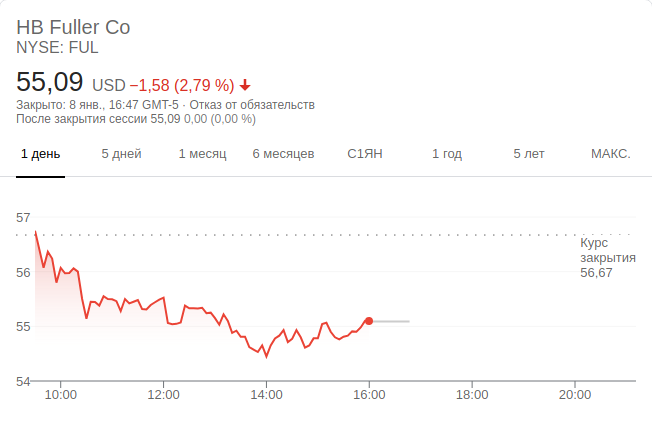 HB Fuller Co
NYSE: FUL
55,09 USD −1,58 (2,79 %)
Закрыто: 8 янв., 16:47 GMT-5 · Отказ от обязательств
После закрытия сессии 55,09 0,00 (0,00 %)
1 день 5 дней 1 месяц 6 месяцев С1ЯН 1 год 5 лет МАКС.
57
Курс
закрытия
56,67
56
55
54
10:00 12:00 14:00 16:00 18:00 20:00